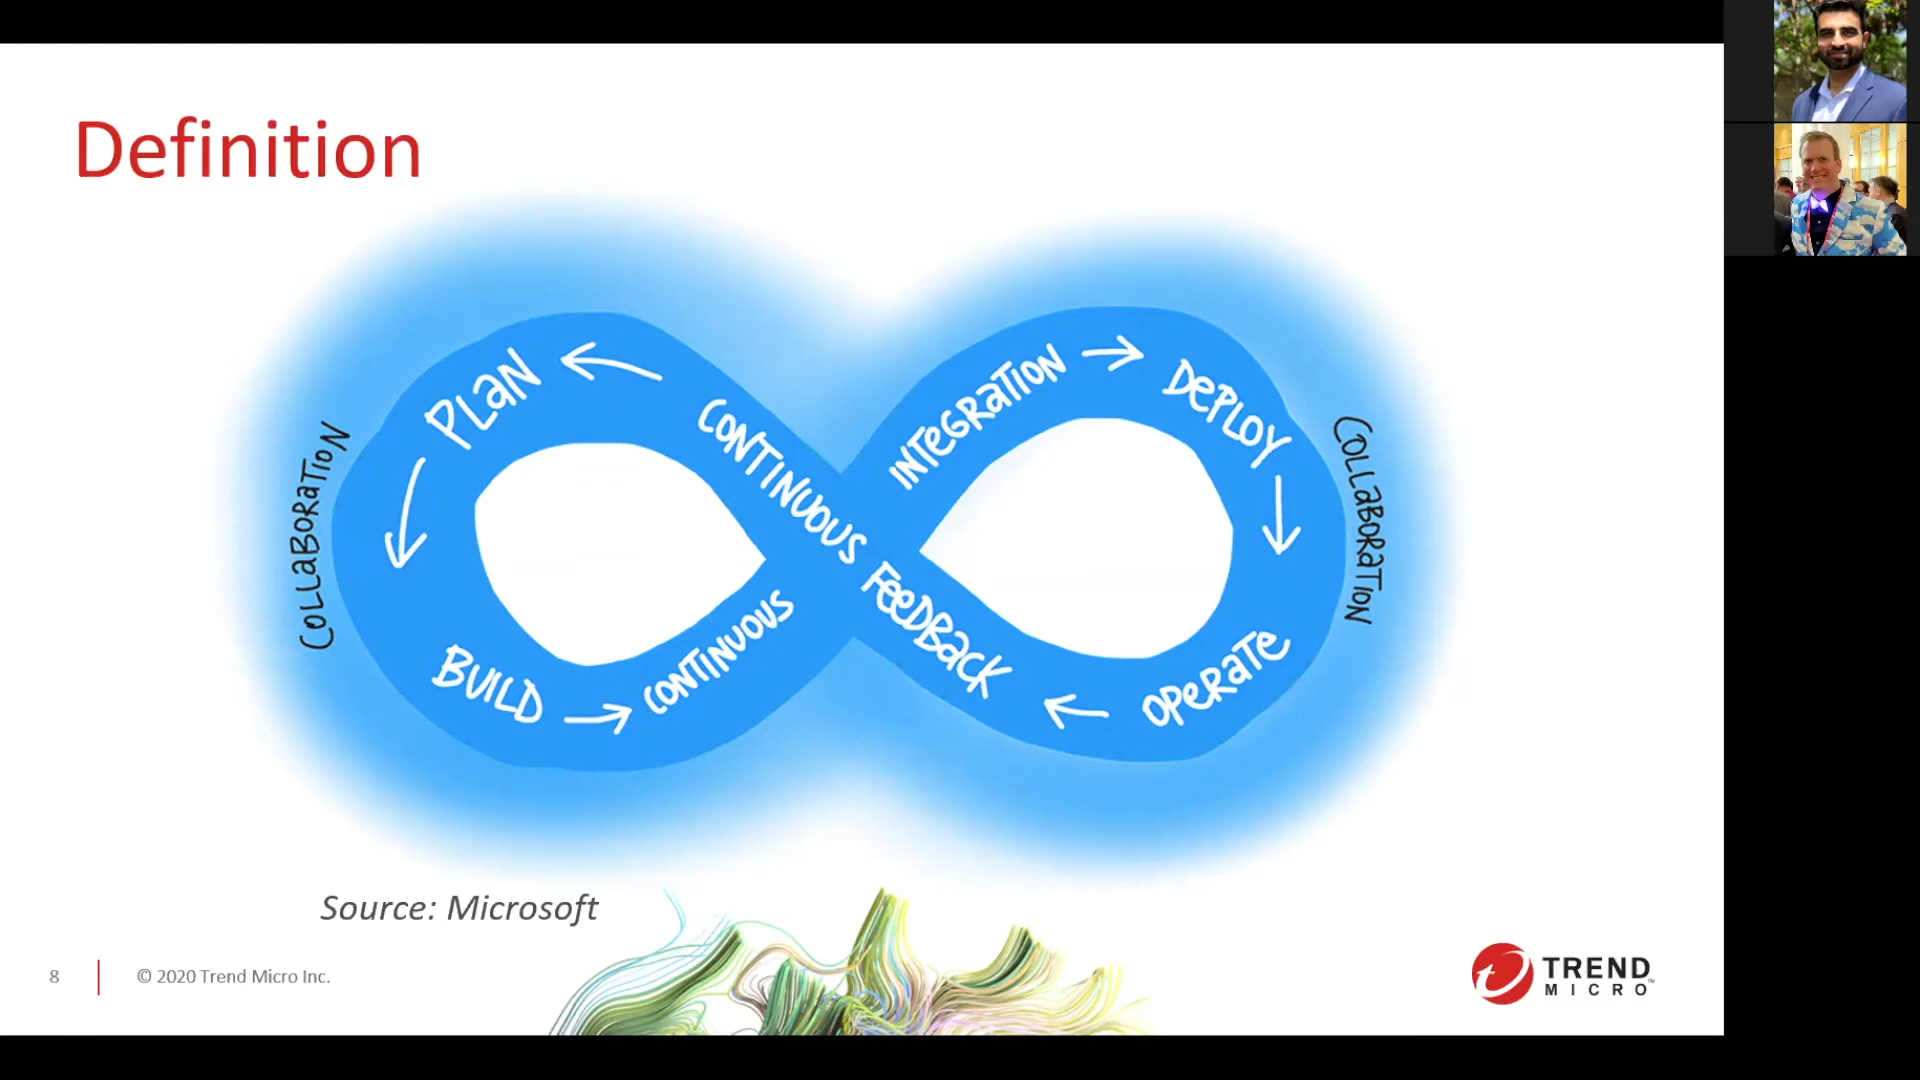 Definition
PLaN
BUILD
CONTINUOUS
INTEGRaTION
DePLOY
OPeRaTe
CONTINUOUS FeeDBacK
COLLaBORaTION
COLLaBORaTION
Source: Microsoft
8
© 2020 Trend Micro Inc.
TREND
MICRO™